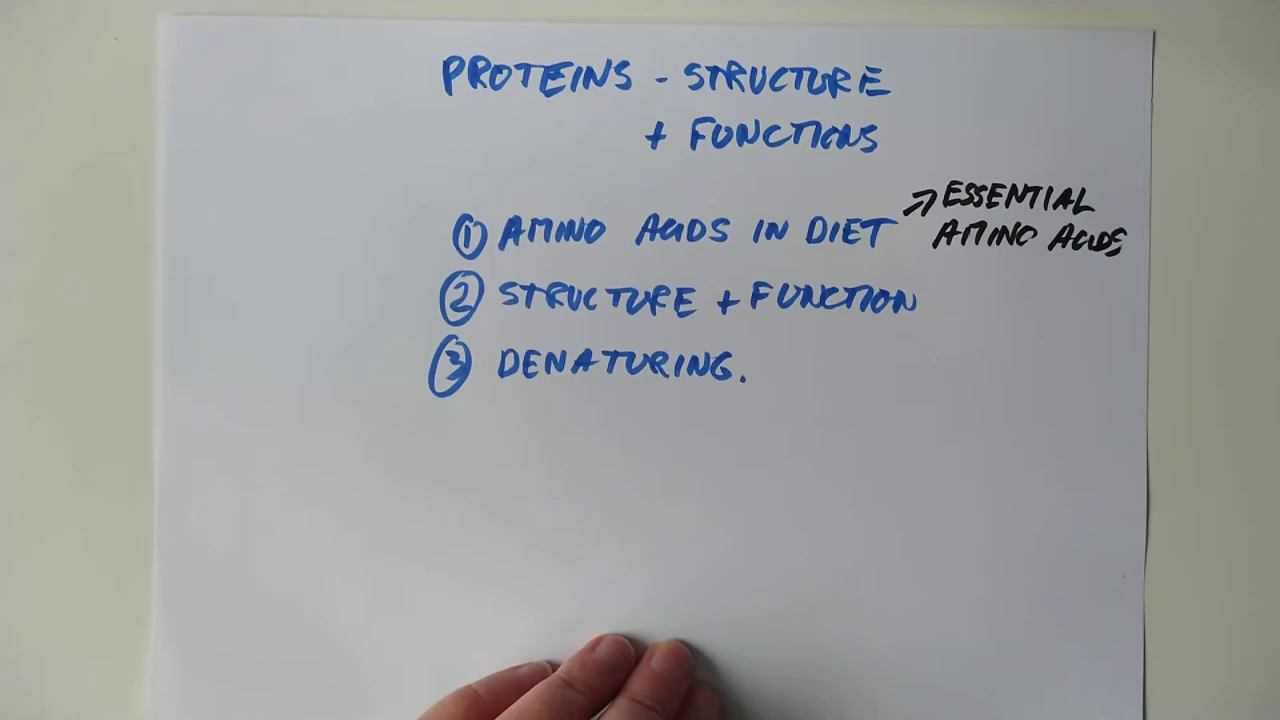 PROTEINS - STRUCTURE
+ FUNCTIONS
① AMINO ACIDS IN DIET
↗ ESSENTIAL
AMINO ACIDS
② STRUCTURE + FUNCTION
③ DENATURING.